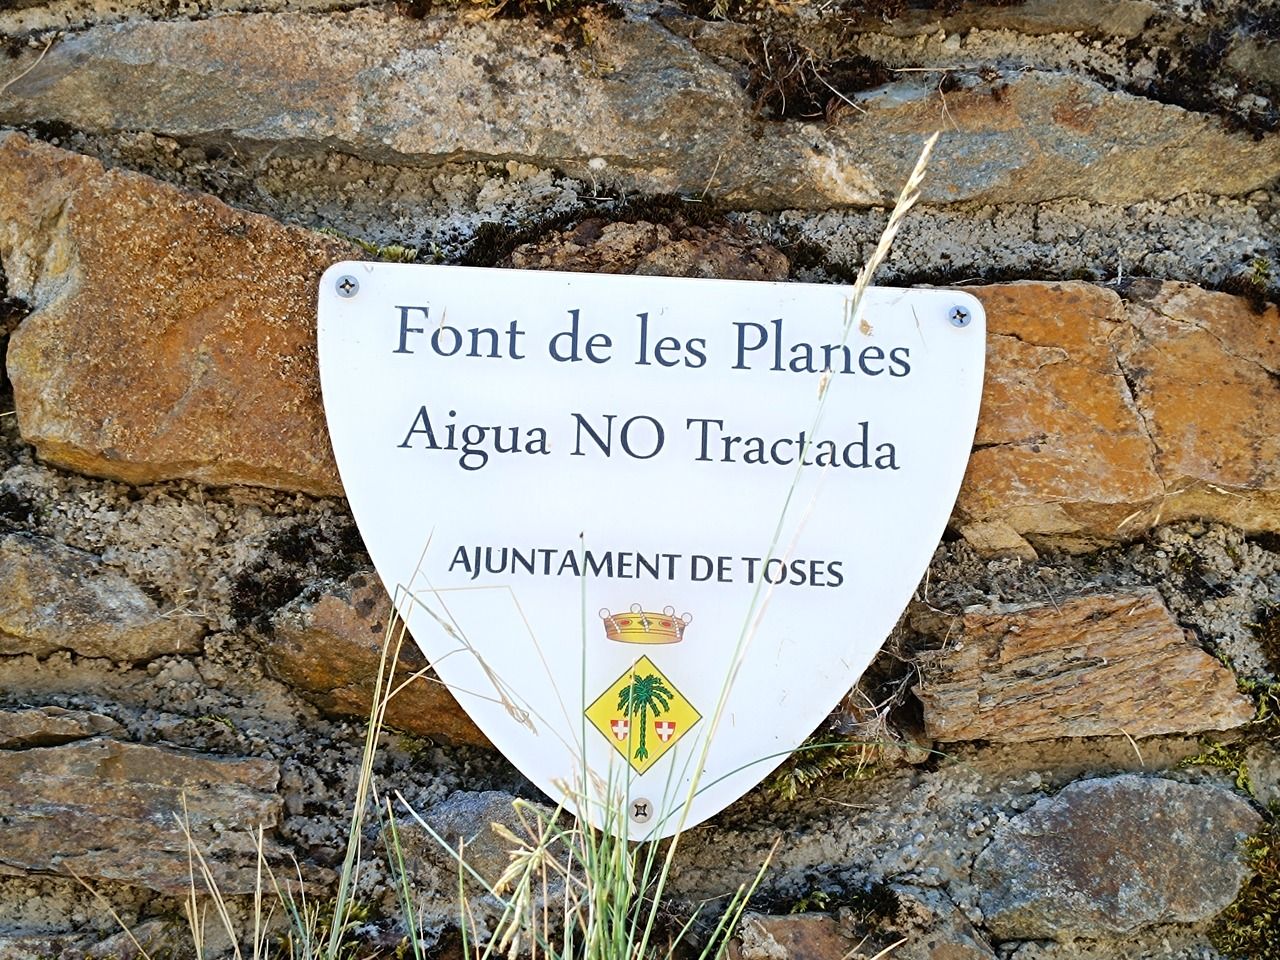 Font de les Planes
Aigua NO Tractada
AJUNTAMENT DE TOSES